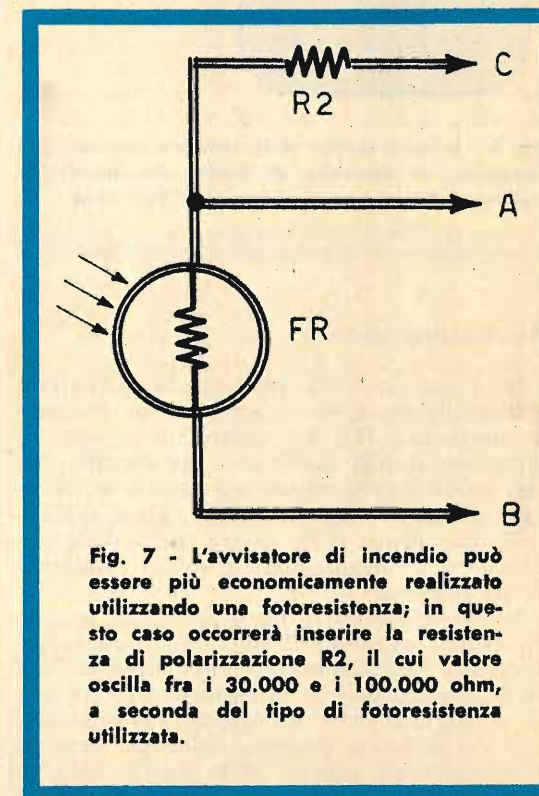 C
R2
A
FR
B
Fig. 7 - L'avvisatore di incendio può
essere più economicamente realizzato
utilizzando una fotoresistenza; in que-
sto caso occorrerà inserire la resisten-
za di polarizzazione R2, il cui valore
oscilla fra i 30.000 e i 100.000 ohm,
a seconda del tipo di fotoresistenza
utilizzata.